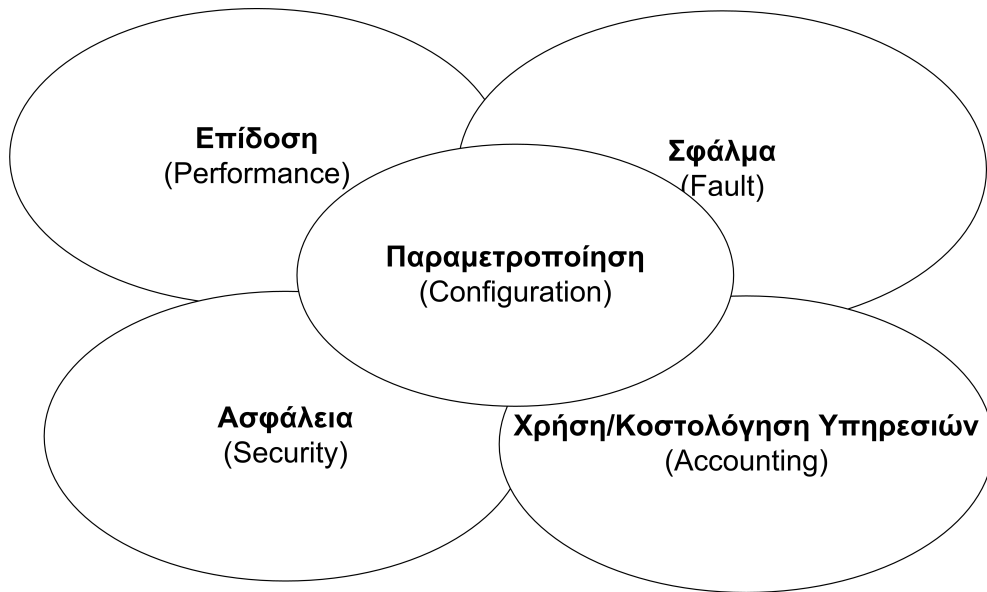 Επίδοση
(Performance)
Σφάλμα
(Fault)
Παραμετροποίηση
(Configuration)
Ασφάλεια
(Security)
Χρήση/Κοστολόγηση Υπηρεσιών
(Accounting)